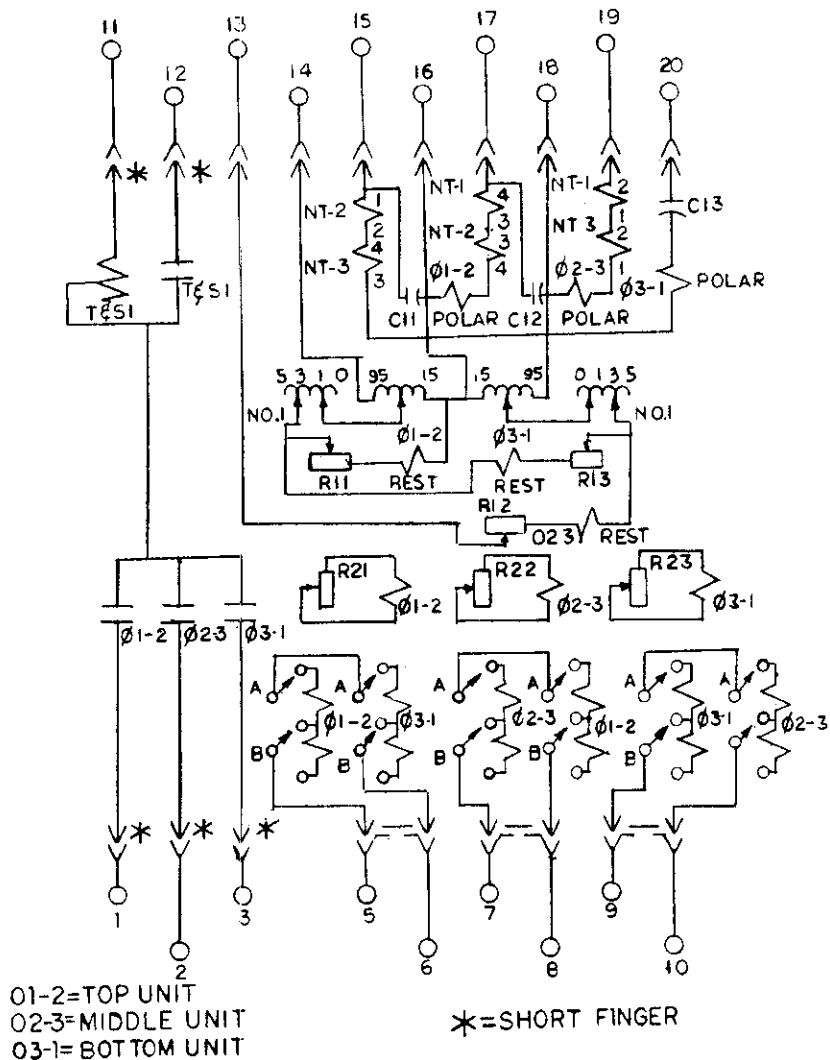 11 13 15 17 19
12 14 16 18 20
* *
NT-2 1 2
NT-3 4 3
NT-1 4 3
NT-2 3 4
NT-1 2 1
NT 3 2 1
C13
T&S1 T&S1
Ø1-2 Ø2-3 Ø3-1
C11 POLAR C12 POLAR POLAR
5 3 1 0 95 15 .15 95 0 1 3 5
NO.1 NO.1
Ø1-2 Ø3-1
R11 REST REST R13
R12
023 REST
R21 R22 R23
Ø1-2 Ø2-3 Ø3-1
Ø1-2 Ø2-3 Ø3-1
A A A A A
Ø1-2 Ø3-1 Ø2-3 Ø1-2 Ø3-1 Ø2-3
B B B B B
* * *
1 3 5 7 9
2 6 8 10
01-2=TOP UNIT
02-3=MIDDLE UNIT
03-1=BOTTOM UNIT
*=SHORT FINGER